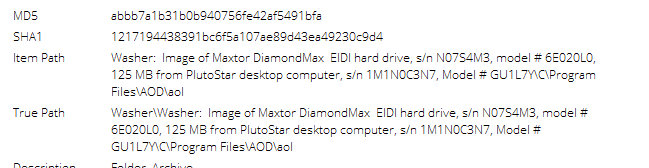 MD5 abbb7a1b31b0b940756fe42af5491bfa
SHA1 1217194438391bc6f5a107ae89d43ea49230c9d4
Item Path Washer: Image of Maxtor DiamondMax EIDI hard drive, s/n N07S4M3, model # 6E020L0,
125 MB from PlutoStar desktop computer, s/n 1M1N0C3N7, Model # GU1L7Y\C\Program
Files\AOD\aol
True Path Washer\Washer: Image of Maxtor DiamondMax EIDI hard drive, s/n N07S4M3, model #
6E020L0, 125 MB from PlutoStar desktop computer, s/n 1M1N0C3N7, Model #
GU1L7Y\C\Program Files\AOD\aol
Description Folder, Archive